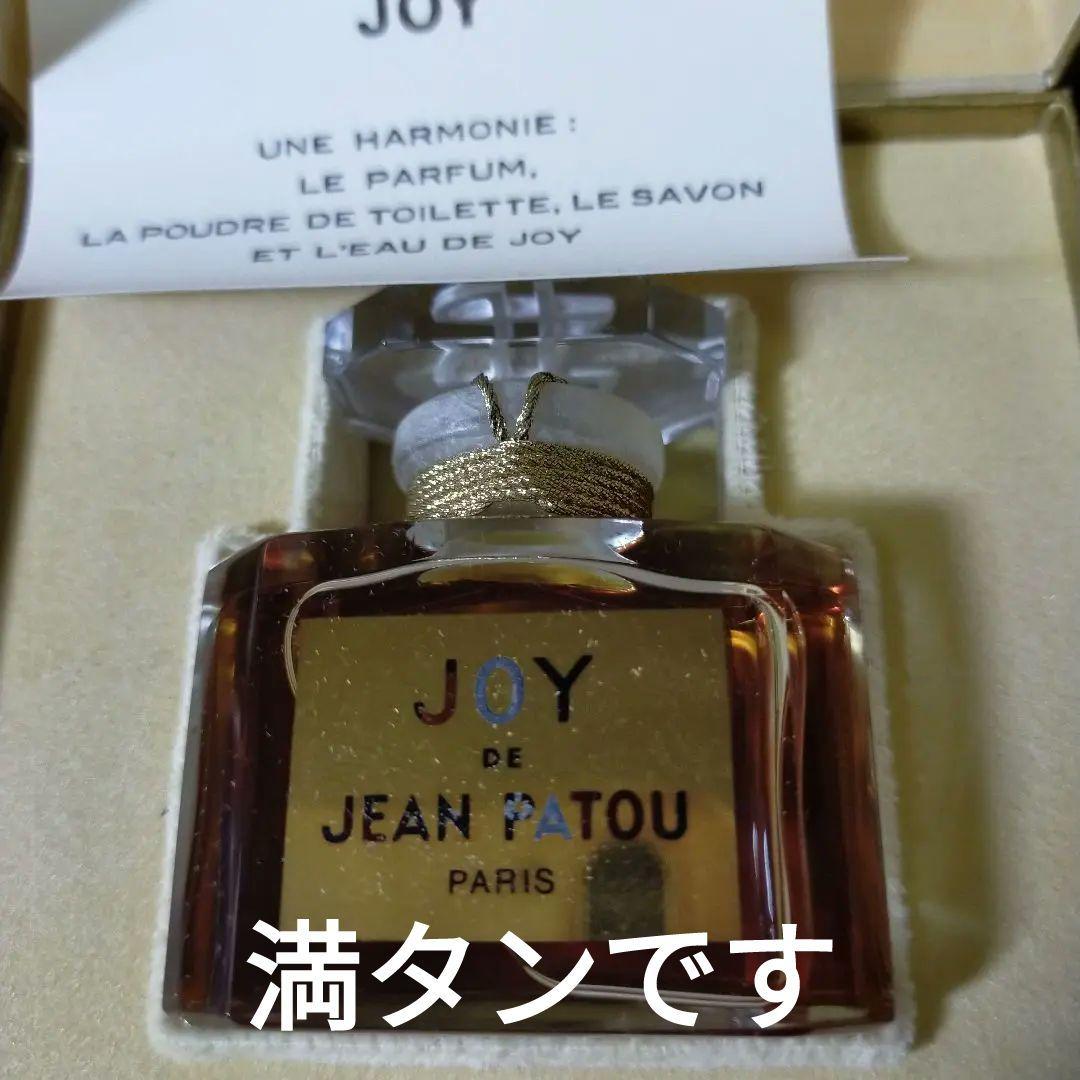 JOY
UNE HARMONIE :
LE PARFUM,
LA POUDRE DE TOILETTE, LE SAVON
ET L'EAU DE JOY
JOY
DE
JEAN PATOU
PARIS
満タンです